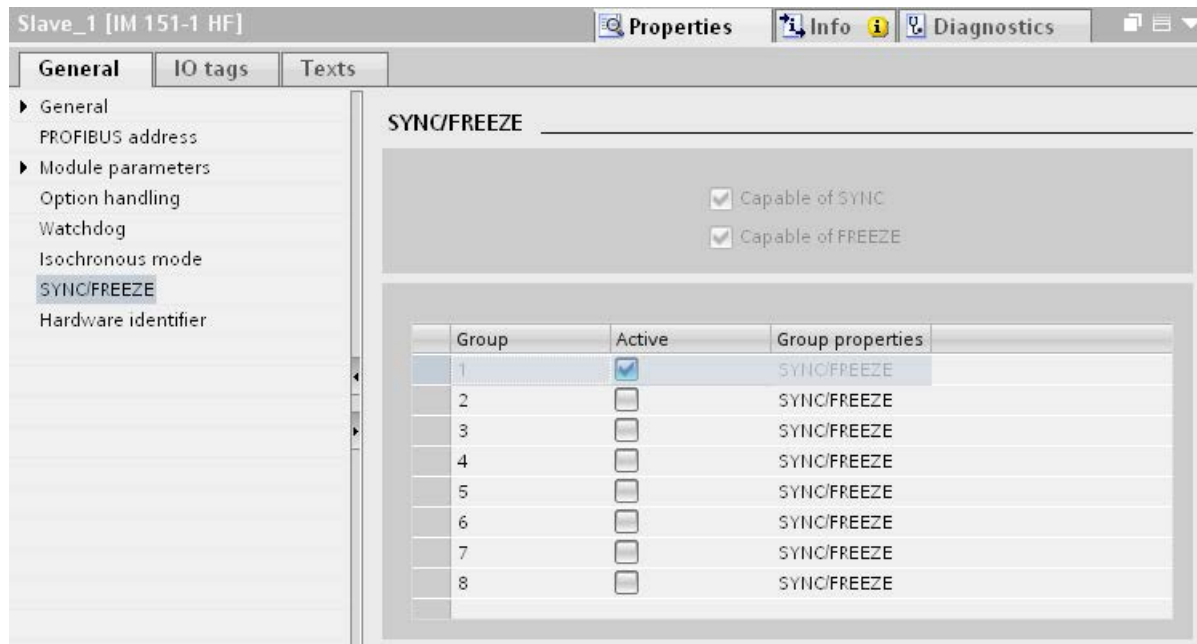 Slave_1 [IM 151-1 HF]
Properties
Info
Diagnostics
General
IO tags
Texts
General
PROFIBUS address
Module parameters
Option handling
Watchdog
Isochronous mode
SYNC/FREEZE
Hardware identifier
SYNC/FREEZE
Capable of SYNC
Capable of FREEZE
Group Active Group properties
1 SYNC/FREEZE
2 SYNC/FREEZE
3 SYNC/FREEZE
4 SYNC/FREEZE
5 SYNC/FREEZE
6 SYNC/FREEZE
7 SYNC/FREEZE
8 SYNC/FREEZE